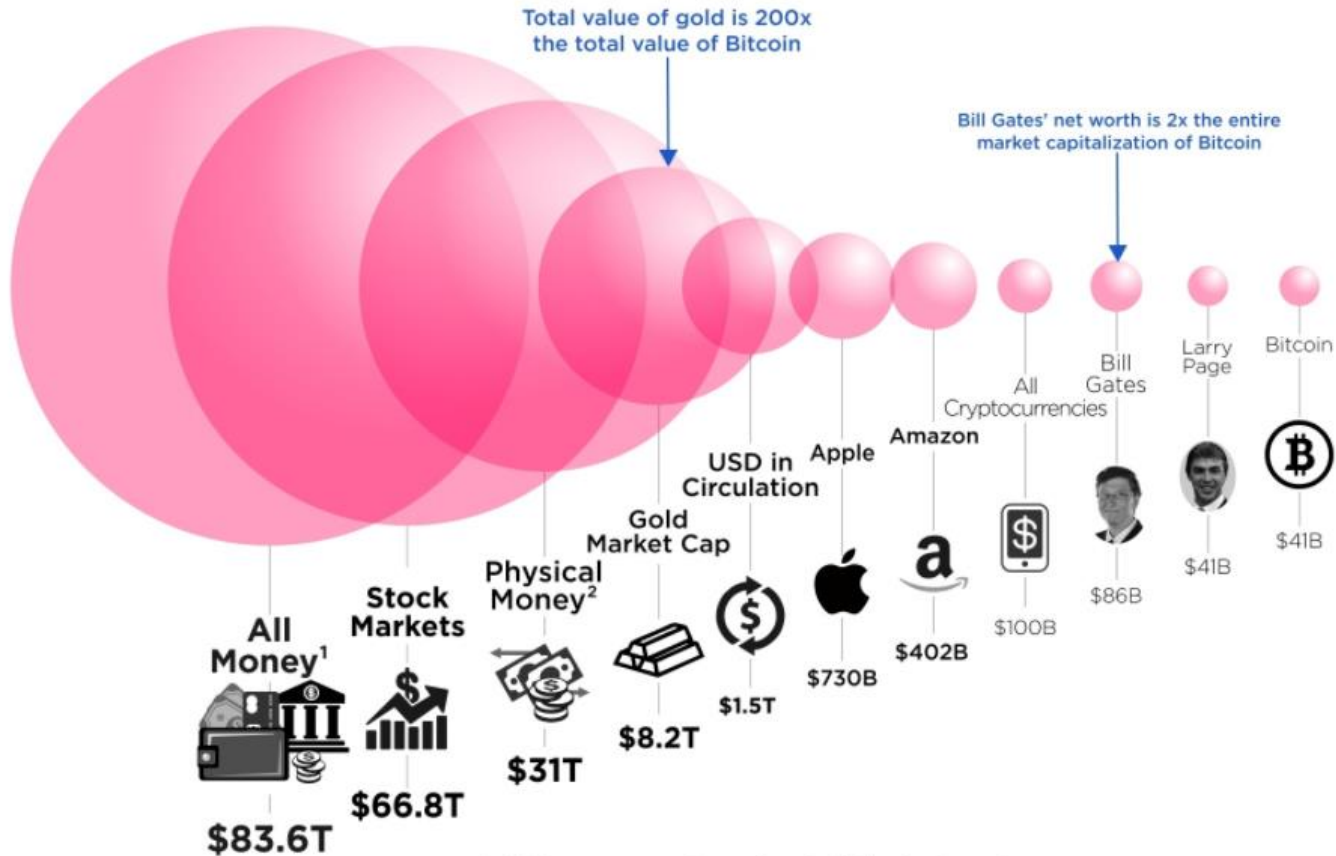 Total value of gold is 200x
the total value of Bitcoin
Bill Gates' net worth is 2x the entire
market capitalization of Bitcoin
All
Money¹
$83.6T
Stock
Markets
$66.8T
Physical
Money²
$31T
Gold
Market Cap
$8.2T
USD in
Circulation
$1.5T
Apple
$730B
Amazon
a
$402B
All
Cryptocurrencies
$100B
Bill
Gates
$86B
Larry
Page
$41B
Bitcoin
$41B